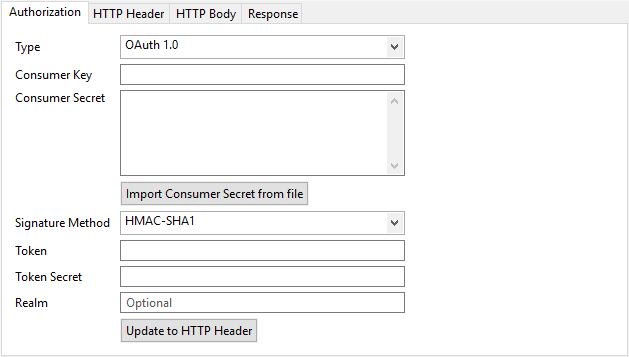 Authorization HTTP Header HTTP Body Response
Type OAuth 1.0
Consumer Key
Consumer Secret
Import Consumer Secret from file
Signature Method HMAC-SHA1
Token
Token Secret
Realm Optional
Update to HTTP Header